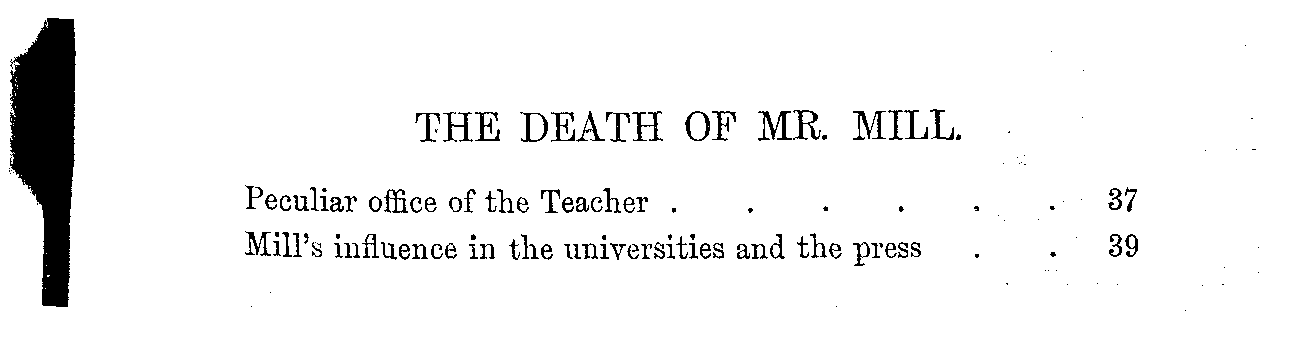 THE DEATH OF MR. MILL.
Peculiar office of the Teacher . . . . . . 37
Mill's influence in the universities and the press . . 39